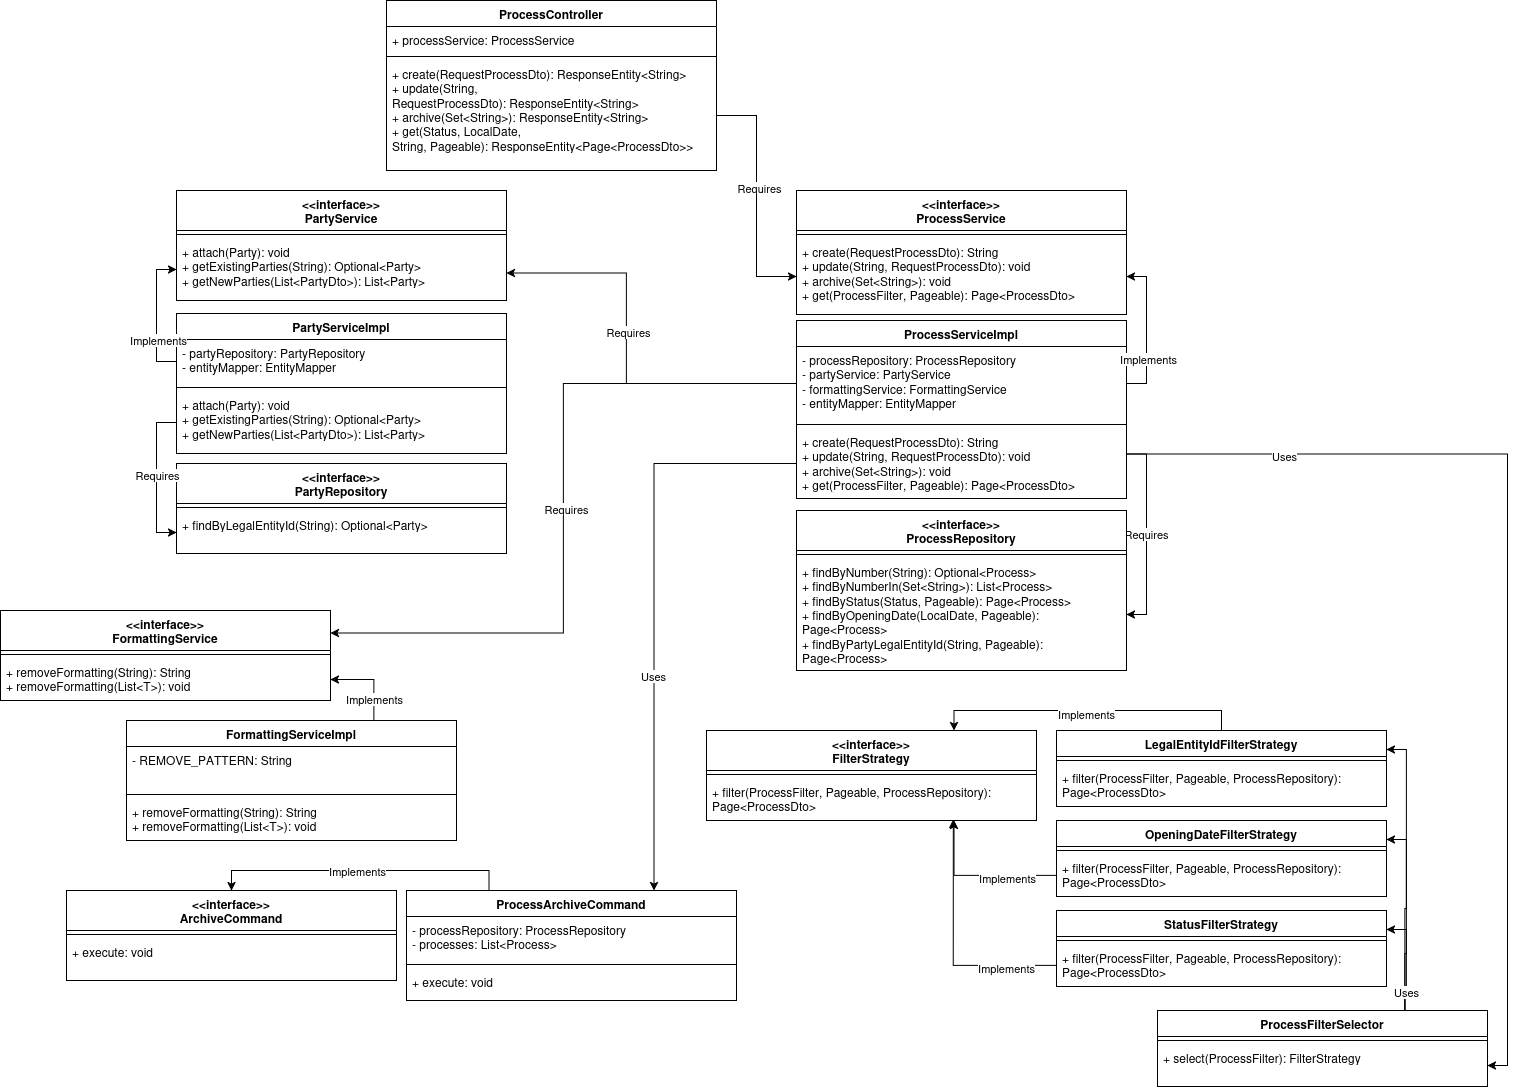 ProcessController
+ processService: ProcessService
+ create(RequestProcessDto): ResponseEntity<String>
+ update(String,
RequestProcessDto): ResponseEntity<String>
+ archive(Set<String>): ResponseEntity<String>
+ get(Status, LocalDate,
String, Pageable): ResponseEntity<Page<ProcessDto>>
Requires
<<interface>>
PartyService
+ attach(Party): void
+ getExistingParties(String): Optional<Party>
+ getNewParties(List<PartyDto>): List<Party>
Implements
PartyServiceImpl
- partyRepository: PartyRepository
- entityMapper: EntityMapper
+ attach(Party): void
+ getExistingParties(String): Optional<Party>
+ getNewParties(List<PartyDto>): List<Party>
Requires
<<interface>>
PartyRepository
+ findByLegalEntityId(String): Optional<Party>
Requires
Requires
<<interface>>
ProcessService
+ create(RequestProcessDto): String
+ update(String, RequestProcessDto): void
+ archive(Set<String>): void
+ get(ProcessFilter, Pageable): Page<ProcessDto>
Implements
ProcessServiceImpl
- processRepository: ProcessRepository
- partyService: PartyService
- formattingService: FormattingService
- entityMapper: EntityMapper
+ create(RequestProcessDto): String
+ update(String, RequestProcessDto): void
+ archive(Set<String>): void
+ get(ProcessFilter, Pageable): Page<ProcessDto>
Uses
Requires
<<interface>>
ProcessRepository
+ findByNumber(String): Optional<Process>
+ findByNumberIn(Set<String>): List<Process>
+ findByStatus(Status, Pageable): Page<Process>
+ findByOpeningDate(LocalDate, Pageable):
Page<Process>
+ findByPartyLegalEntityId(String, Pageable):
Page<Process>
<<interface>>
FormattingService
+ removeFormatting(String): String
+ removeFormatting(List<T>): void
Implements
FormattingServiceImpl
- REMOVE_PATTERN: String
+ removeFormatting(String): String
+ removeFormatting(List<T>): void
Uses
Implements
<<interface>>
ArchiveCommand
+ execute: void
ProcessArchiveCommand
- processRepository: ProcessRepository
- processes: List<Process>
+ execute: void
Implements
<<interface>>
FilterStrategy
+ filter(ProcessFilter, Pageable, ProcessRepository):
Page<ProcessDto>
LegalEntityIdFilterStrategy
+ filter(ProcessFilter, Pageable, ProcessRepository):
Page<ProcessDto>
OpeningDateFilterStrategy
+ filter(ProcessFilter, Pageable, ProcessRepository):
Page<ProcessDto>
Implements
StatusFilterStrategy
+ filter(ProcessFilter, Pageable, ProcessRepository):
Page<ProcessDto>
Implements
Uses
ProcessFilterSelector
+ select(ProcessFilter): FilterStrategy